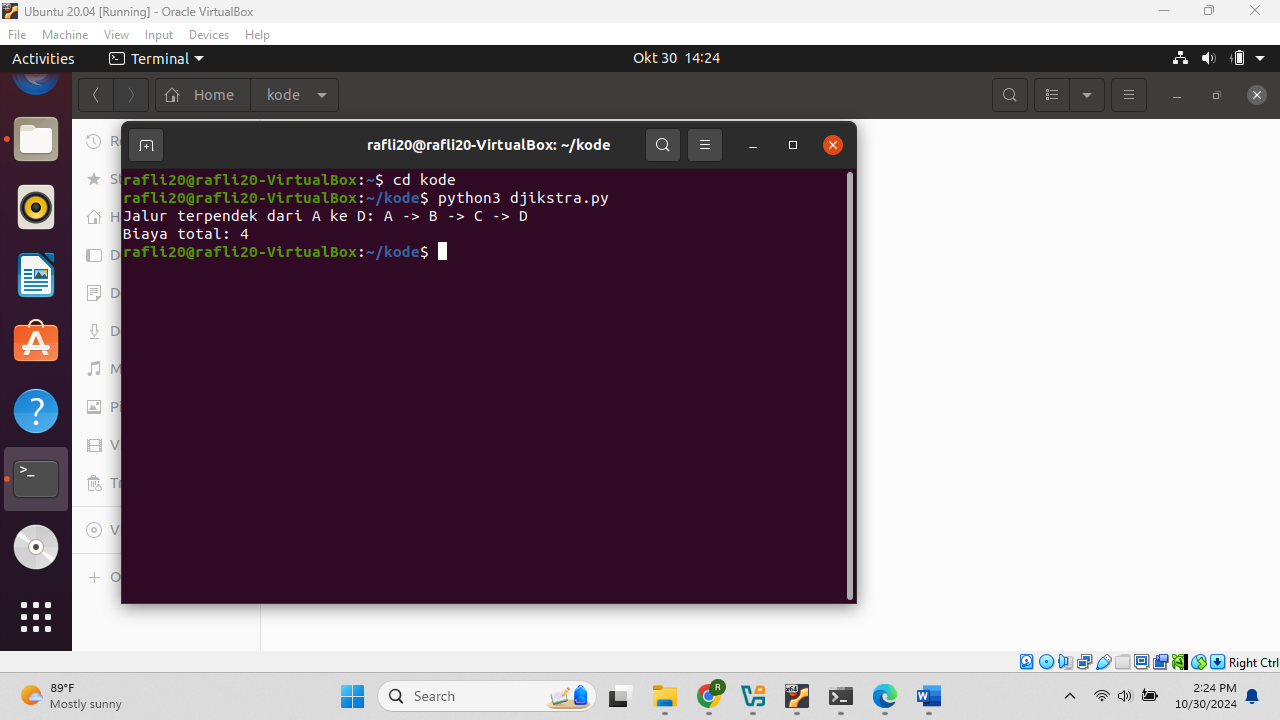 Ubuntu 20.04 [Running] - Oracle VirtualBox
File Machine View Input Devices Help
Activities Terminal Okt 30 14:24
Home kode
rafli20@rafli20-VirtualBox: ~/kode
rafli20@rafli20-VirtualBox:~$ cd kode
rafli20@rafli20-VirtualBox:~/kode$ python3 djikstra.py
Jalur terpendek dari A ke D: A -> B -> C -> D
Biaya total: 4
rafli20@rafli20-VirtualBox:~/kode$
Right Ctrl
89°F
Mostly sunny
Search
R
2:24 PM
10/30/2024